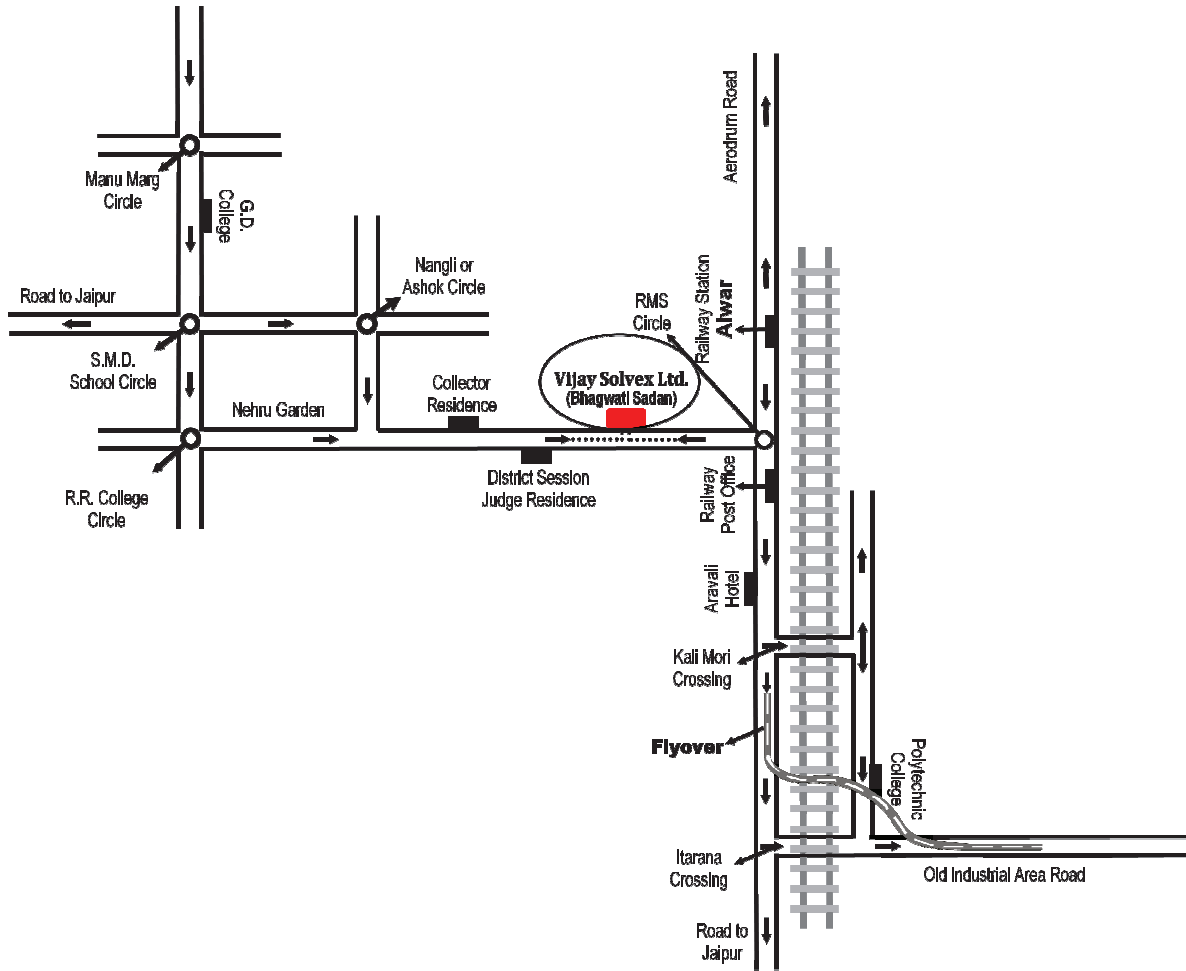 Manu Marg
Circle
G.D.
College
Road to Jaipur
S.M.D.
School Circle
Nangli or
Ashok Circle
Nehru Garden
R.R. College
Circle
Collector
Residence
District Session
Judge Residence
Vijay Solvex Ltd.
(Bhagwati Sadan)
RMS
Circle
Aerodrum Road
Railway Station
Alwar
Railway
Post Office
Aravali
Hotel
Kali Mori
Crossing
Flyover
Polytechnic
College
Itarana
Crossing
Old Industrial Area Road
Road to
Jaipur